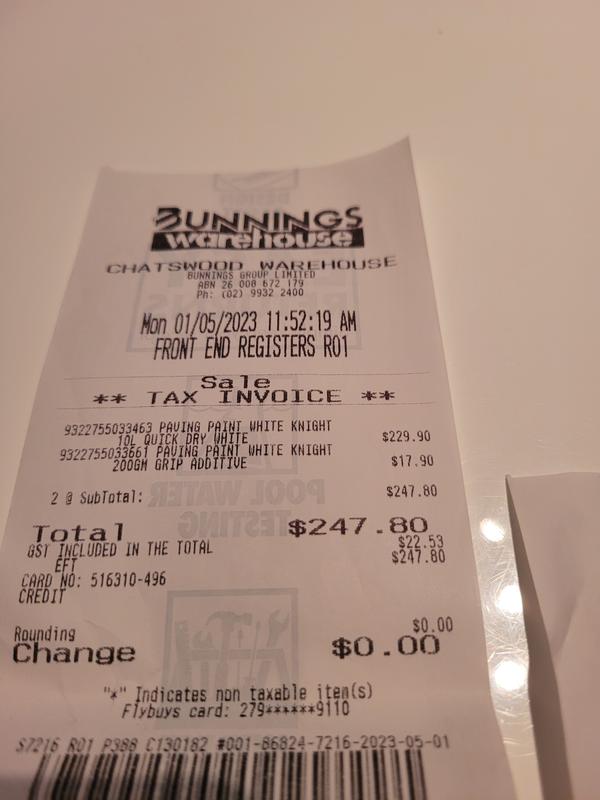 BUNNINGS
warehouse
CHATSWOOD WAREHOUSE
BUNNINGS GROUP LIMITED
ABN 26 008 672 179
Ph: (02) 9932 2400
Mon 01/05/2023 11:52:19 AM
FRONT END REGISTERS R01
Sale
** TAX INVOICE **
9322755033463 PAVING PAINT WHITE KNIGHT
10L QUICK DRY WHITE $229.90
9322755033661 PAVING PAINT WHITE KNIGHT
200GM GRIP ADDITIVE $17.90
2 @ SubTotal: $247.80
Total $247.80
GST INCLUDED IN THE TOTAL $22.53
EFT $247.80
CARD NO: 516310-496
CREDIT
Rounding $0.00
Change $0.00
"*" Indicates non taxable item(s)
Flybuys card: 279******9110
S7216 R01 P388 C130182 #001-86824-7216-2023-05-01
POOL WATER
TESTING